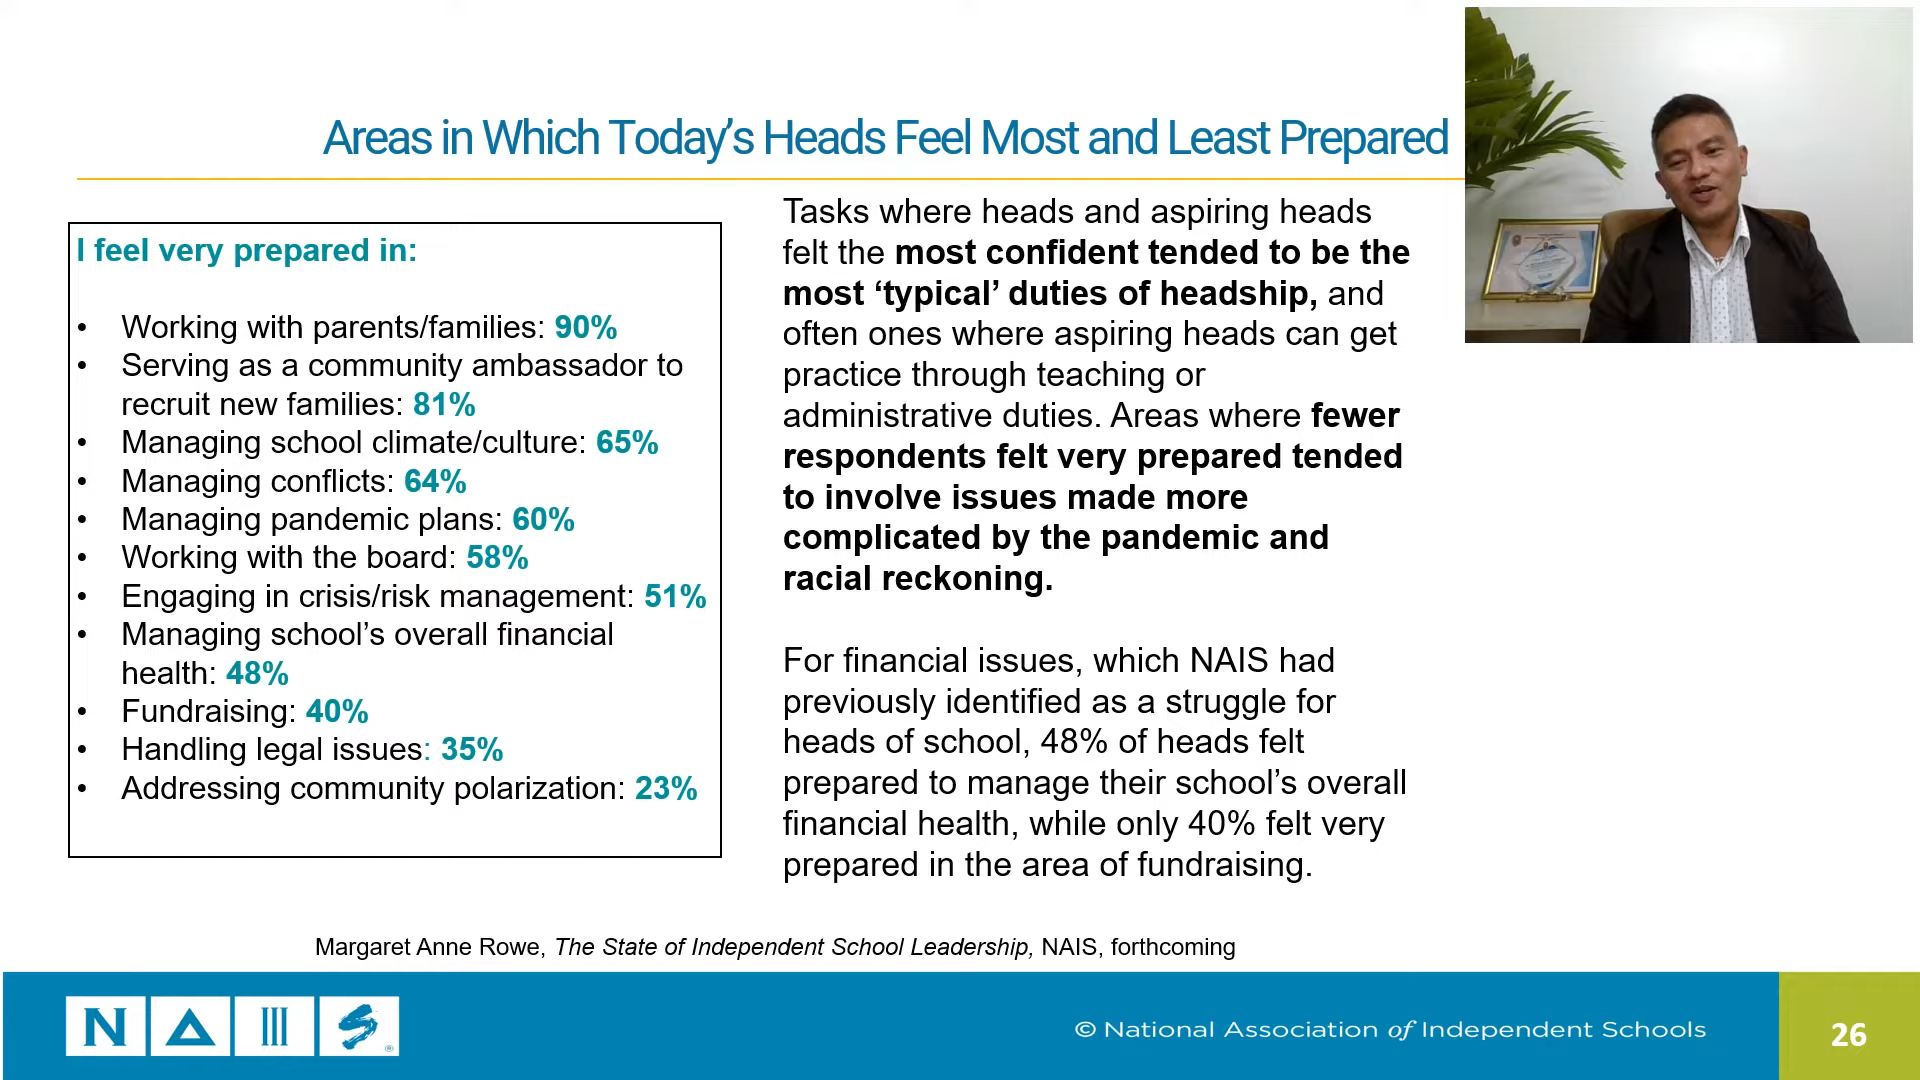 Areas in Which Today’s Heads Feel Most and Least Prepared
I feel very prepared in:
• Working with parents/families: 90%
• Serving as a community ambassador to
recruit new families: 81%
• Managing school climate/culture: 65%
• Managing conflicts: 64%
• Managing pandemic plans: 60%
• Working with the board: 58%
• Engaging in crisis/risk management: 51%
• Managing school’s overall financial
health: 48%
• Fundraising: 40%
• Handling legal issues: 35%
• Addressing community polarization: 23%
Tasks where heads and aspiring heads
felt the most confident tended to be the
most ‘typical’ duties of headship, and
often ones where aspiring heads can get
practice through teaching or
administrative duties. Areas where fewer
respondents felt very prepared tended
to involve issues made more
complicated by the pandemic and
racial reckoning.
For financial issues, which NAIS had
previously identified as a struggle for
heads of school, 48% of heads felt
prepared to manage their school’s overall
financial health, while only 40% felt very
prepared in the area of fundraising.
Margaret Anne Rowe, The State of Independent School Leadership, NAIS, forthcoming
NAIS®
© National Association of Independent Schools
26